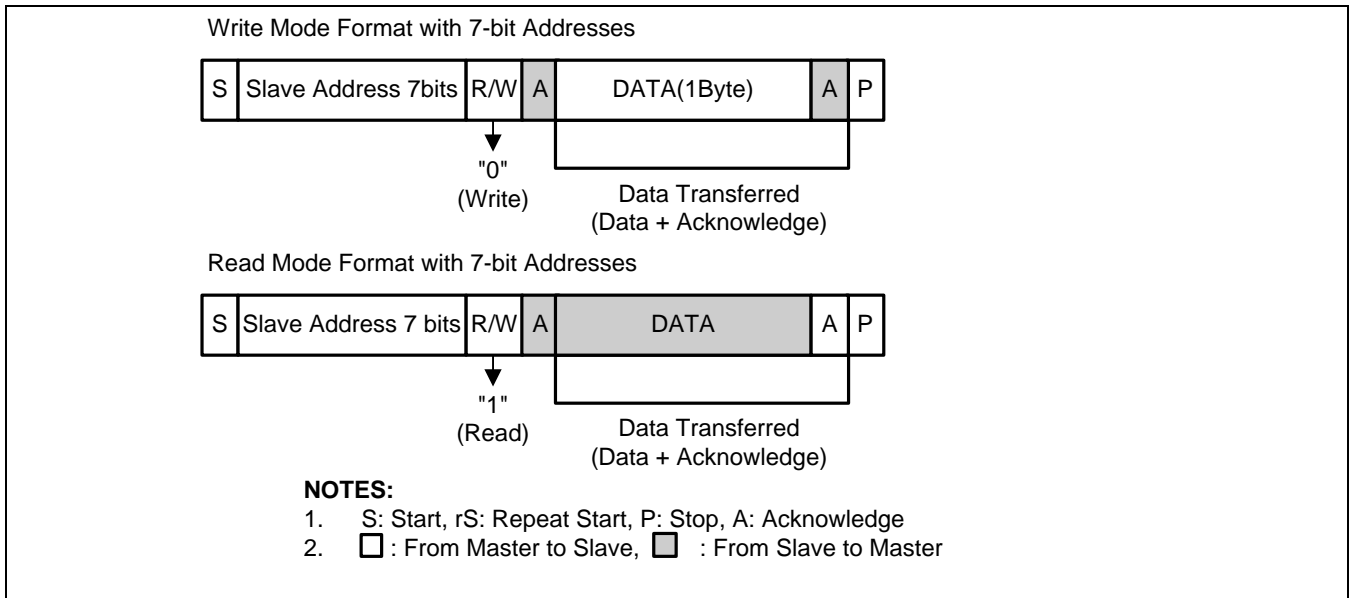 Write Mode Format with 7-bit Addresses
S Slave Address 7bits R/W A DATA(1Byte) A P
"0"
(Write)
Data Transferred
(Data + Acknowledge)
Read Mode Format with 7-bit Addresses
S Slave Address 7 bits R/W A DATA A P
"1"
(Read)
Data Transferred
(Data + Acknowledge)
NOTES:
1. S: Start, rS: Repeat Start, P: Stop, A: Acknowledge
2. : From Master to Slave, : From Slave to Master